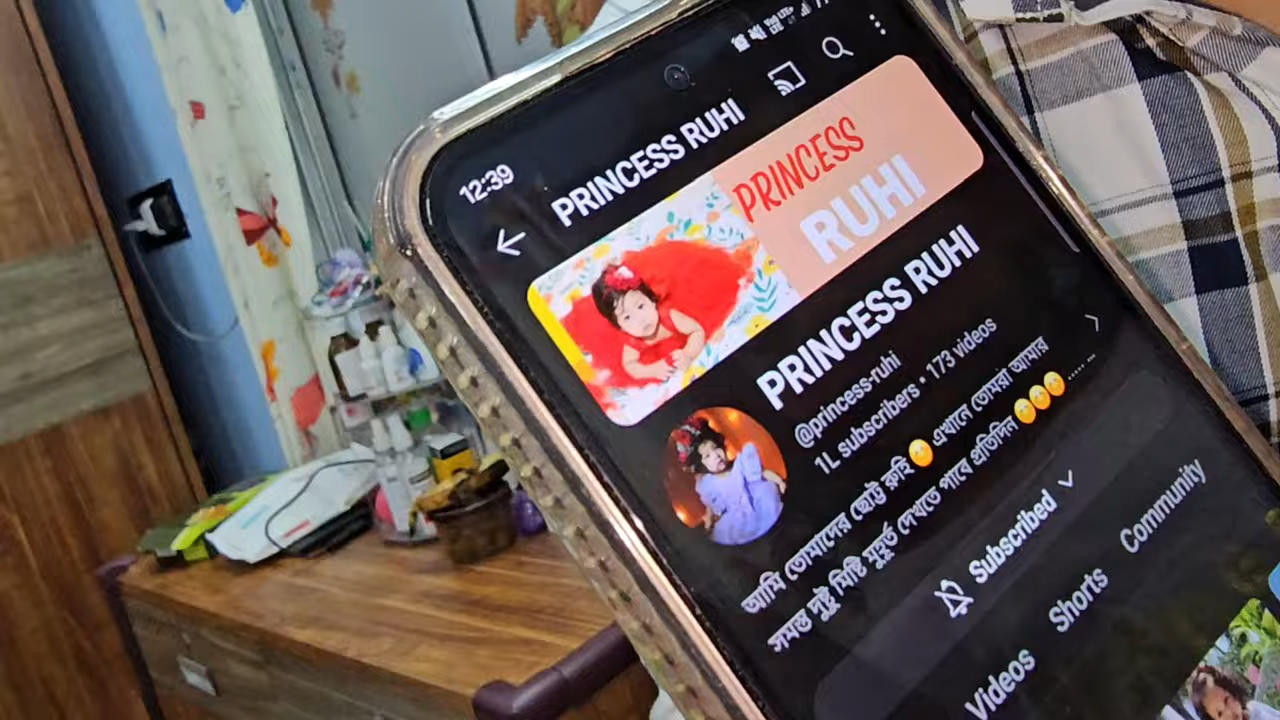 12:39
PRINCESS RUHI
PRINCESS
RUHI
PRINCESS RUHI
@princess-ruhi
1L subscribers • 173 videos
আমি তোমাদের ছোট্ট রুহি 🥹 এখানে তোমরা আমার
সমস্ত দুষ্টু মিষ্টি মুহূর্ত দেখতে পাবে প্রতিদিন 🥹🥹🥹 ......
Subscribed
Videos Shorts Community